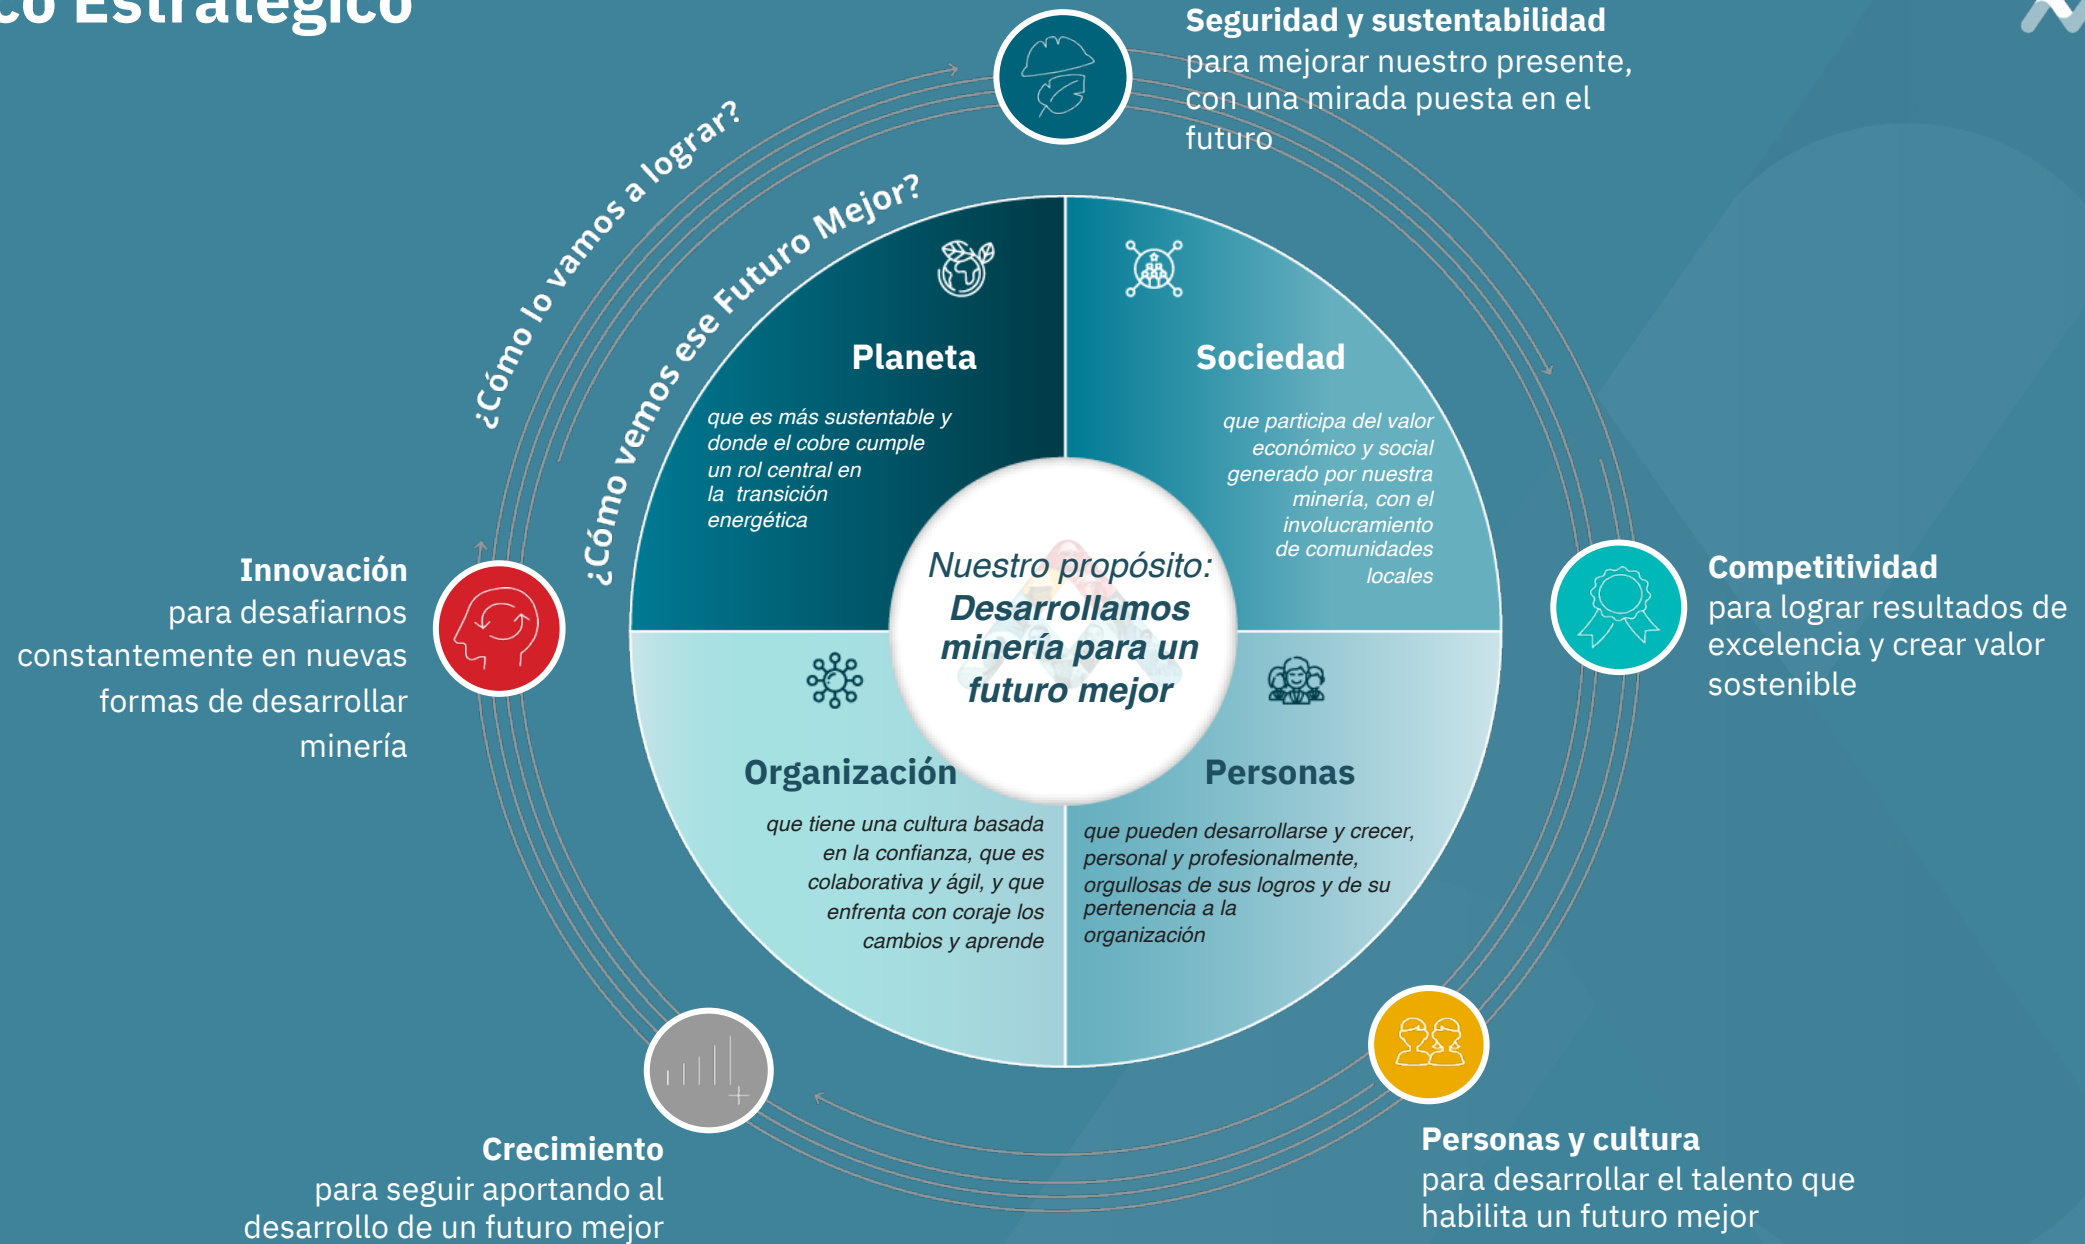 co Estratégico
¿Cómo lo vamos a lograr?
¿Cómo vemos ese Futuro Mejor?
Seguridad y sustentabilidad
para mejorar nuestro presente,
con una mirada puesta en el
futuro
Planeta
que es más sustentable y
donde el cobre cumple
un rol central en
la transición
energética
Sociedad
que participa del valor
económico y social
generado por nuestra
minería, con el
involucramiento
de comunidades
locales
Nuestro propósito:
Desarrollamos
minería para un
futuro mejor
Innovación
para desafiarnos
constantemente en nuevas
formas de desarrollar
minería
Competitividad
para lograr resultados de
excelencia y crear valor
sostenible
Organización
que tiene una cultura basada
en la confianza, que es
colaborativa y ágil, y que
enfrenta con coraje los
cambios y aprende
Personas
que pueden desarrollarse y crecer,
personal y profesionalmente,
orgullosas de sus logros y de su
pertenencia a la
organización
Crecimiento
para seguir aportando al
desarrollo de un futuro mejor
Personas y cultura
para desarrollar el talento que
habilita un futuro mejor